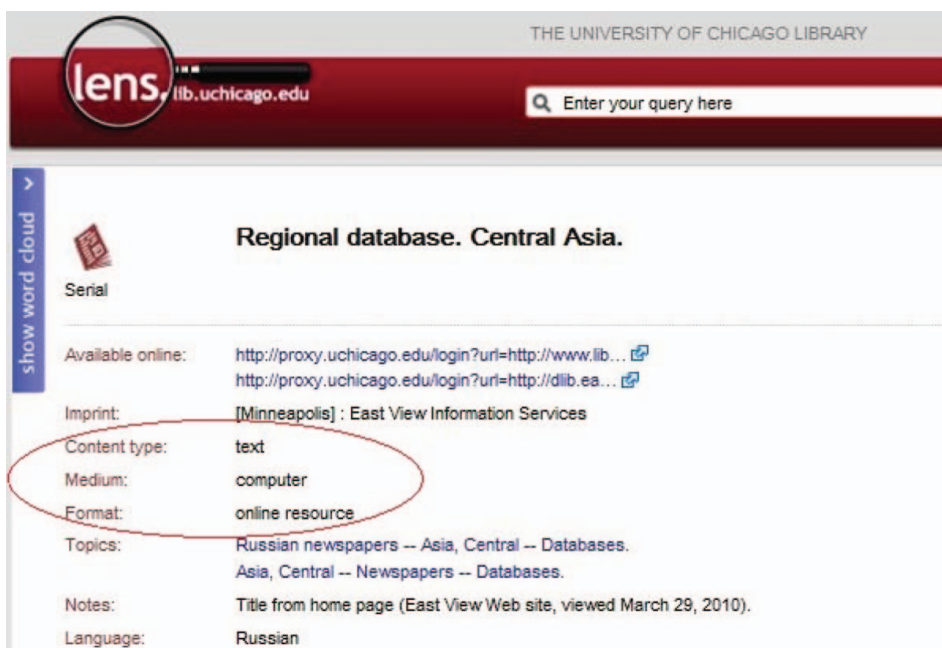 THE UNIVERSITY OF CHICAGO LIBRARY
lens.lib.uchicago.edu
Enter your query here
show word cloud >
Regional database. Central Asia.
Serial
Available online: http://proxy.uchicago.edu/login?url=http://www.lib...
http://proxy.uchicago.edu/login?url=http://dlib.ea...
Imprint: [Minneapolis] : East View Information Services
Content type: text
Medium: computer
Format: online resource
Topics: Russian newspapers -- Asia, Central -- Databases.
Asia, Central -- Newspapers -- Databases.
Notes: Title from home page (East View Web site, viewed March 29, 2010).
Language: Russian